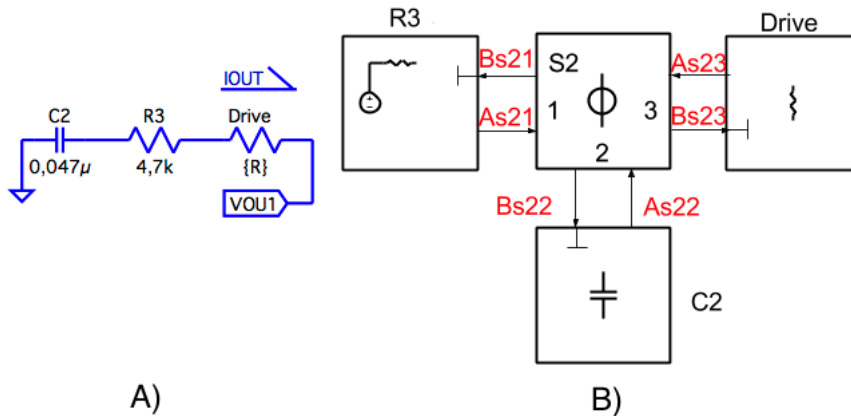 IOUT
C2
R3
Drive
0,047µ
4,7k
{R}
VOU1
A)
R3
Drive
Bs21
S2
As23
As21
1
3
Bs23
2
Bs22
As22
C2
B)